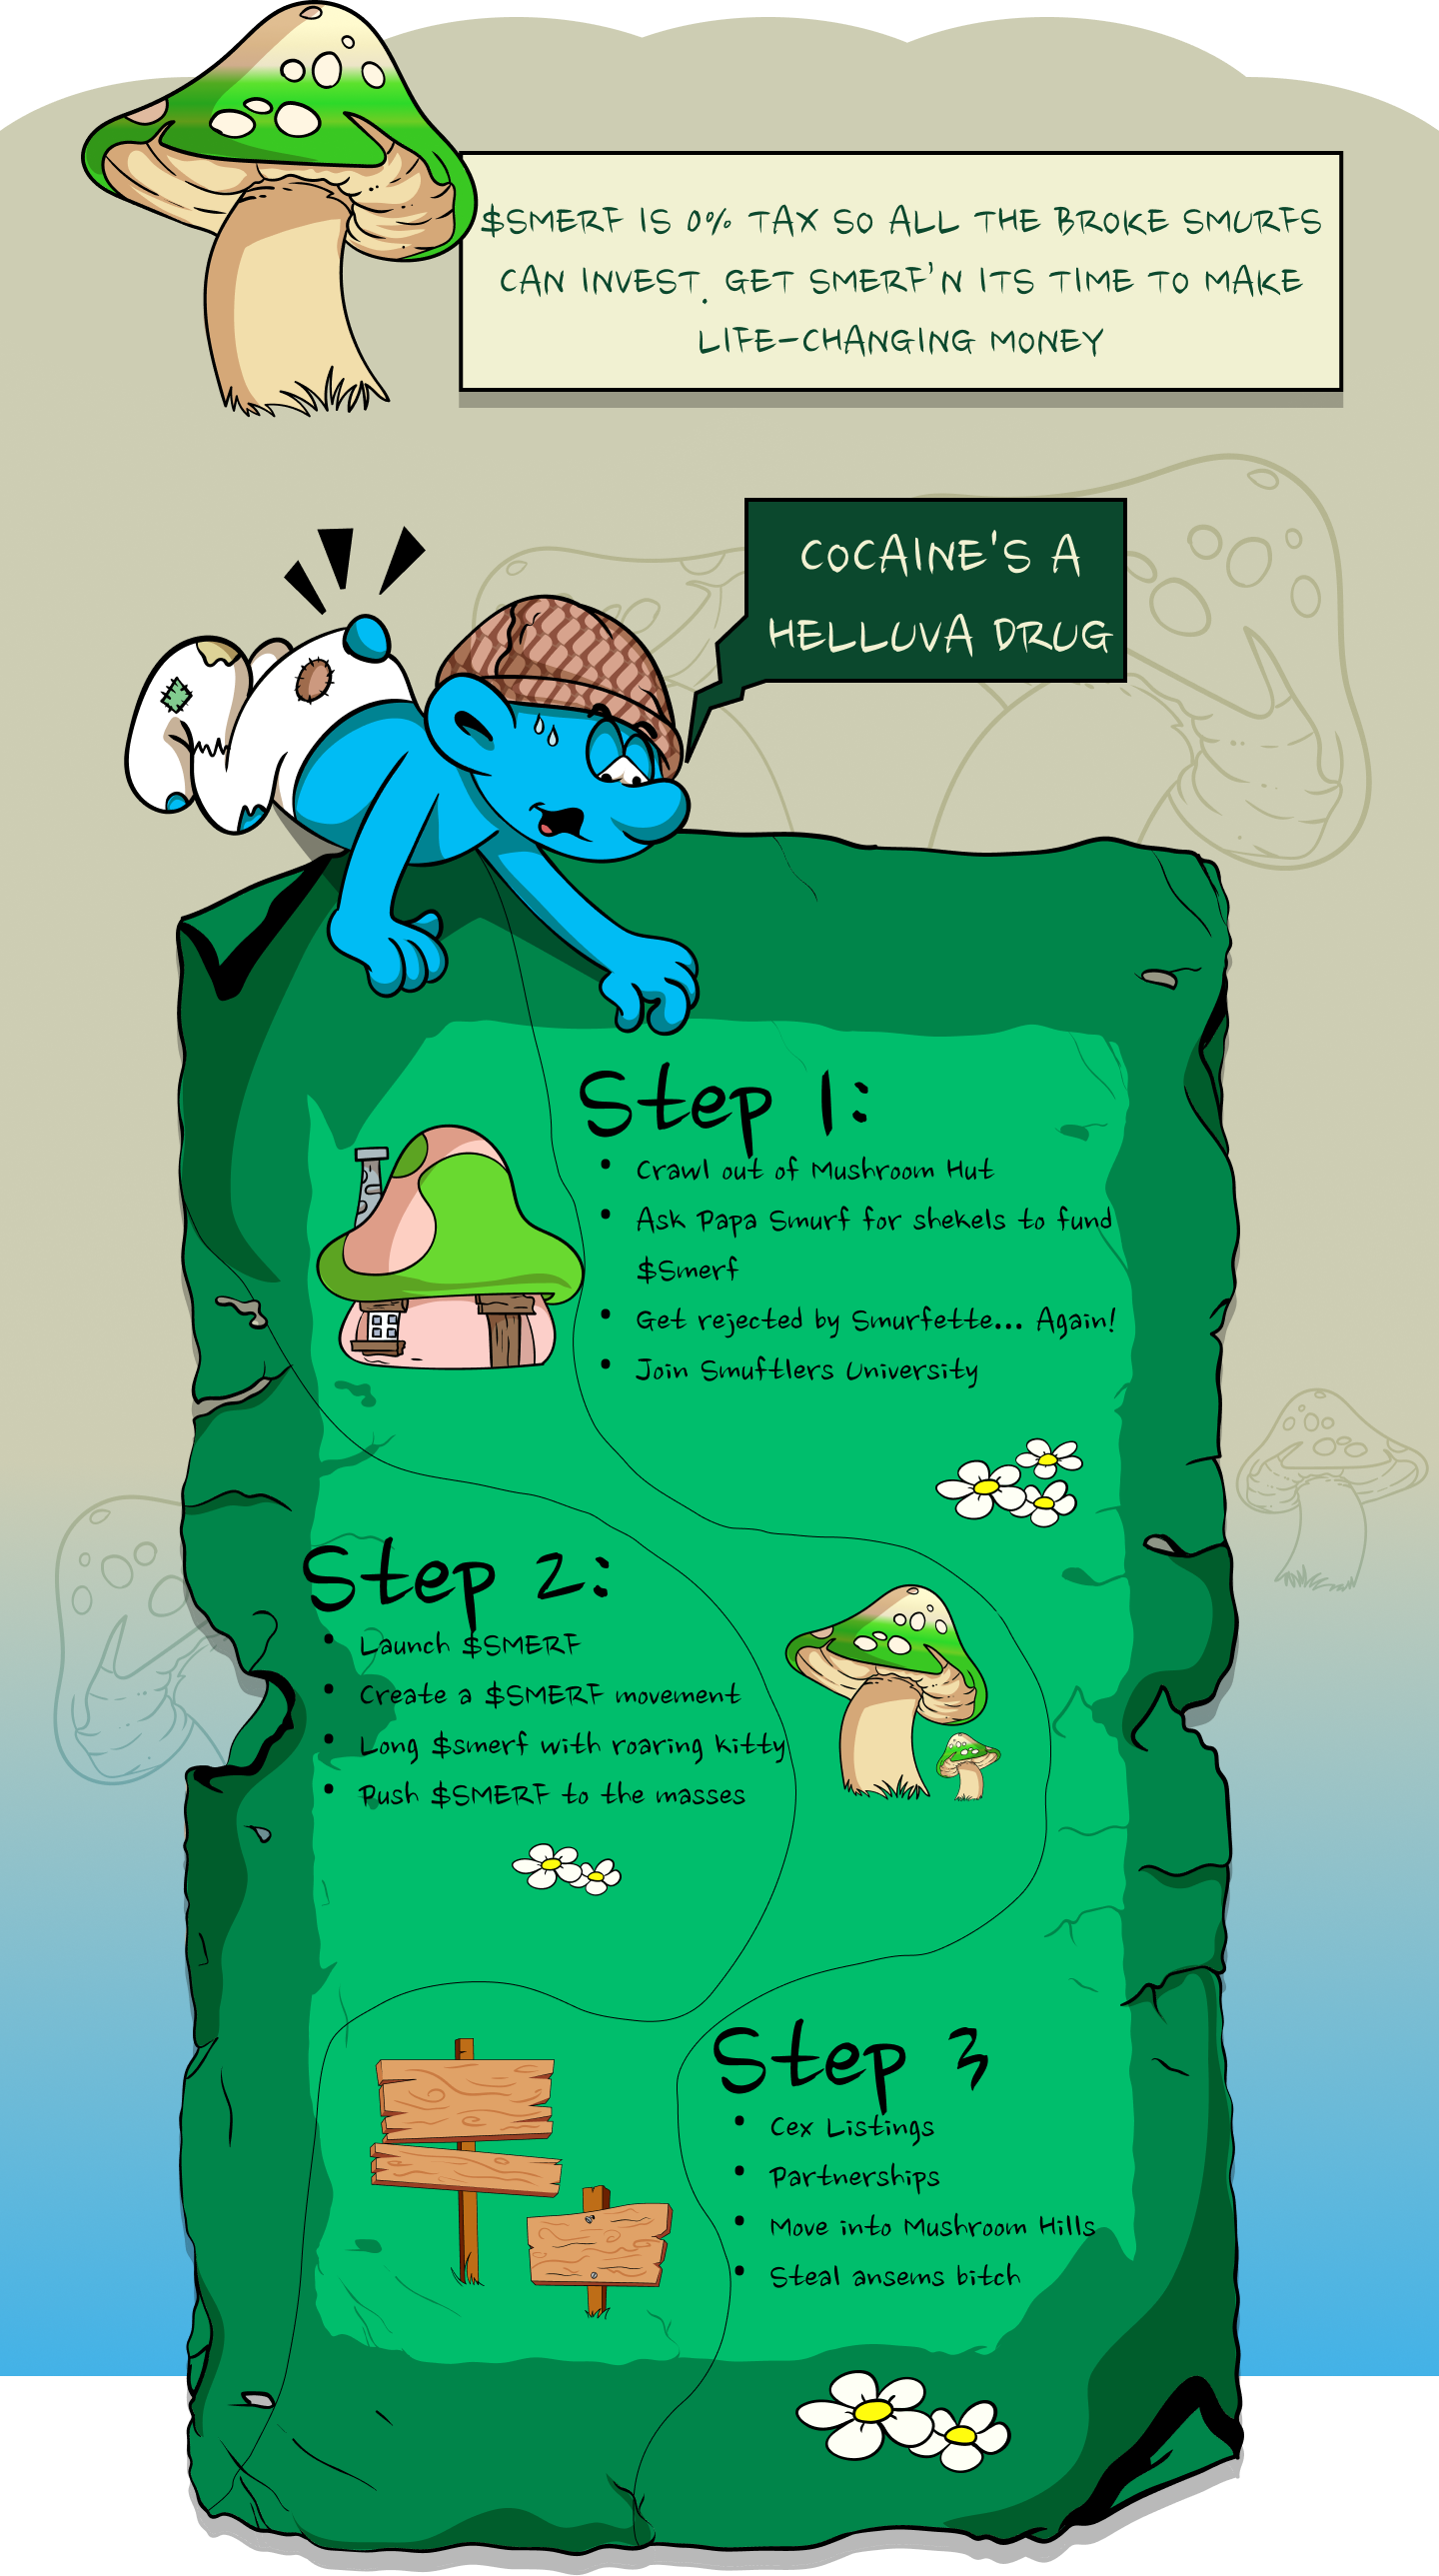 $SMERF IS 0% TAX SO ALL THE BROKE SMURFS
CAN INVEST. GET SMERF'N ITS TIME TO MAKE
LIFE-CHANGING MONEY
COCAINE'S A
HELLUVA DRUG
Step 1:
• Crawl out of Mushroom Hut
• Ask Papa Smurf for shekels to fund
$Smerf
• Get rejected by Smurfette... Again!
• Join Smuftlers University
Step 2:
• Launch $SMERF
• Create a $SMERF movement
• Long $smerf with roaring kitty
• Push $SMERF to the masses
Step 3
• Cex Listings
• Partnerships
• Move into Mushroom Hills
• Steal ansems bitch